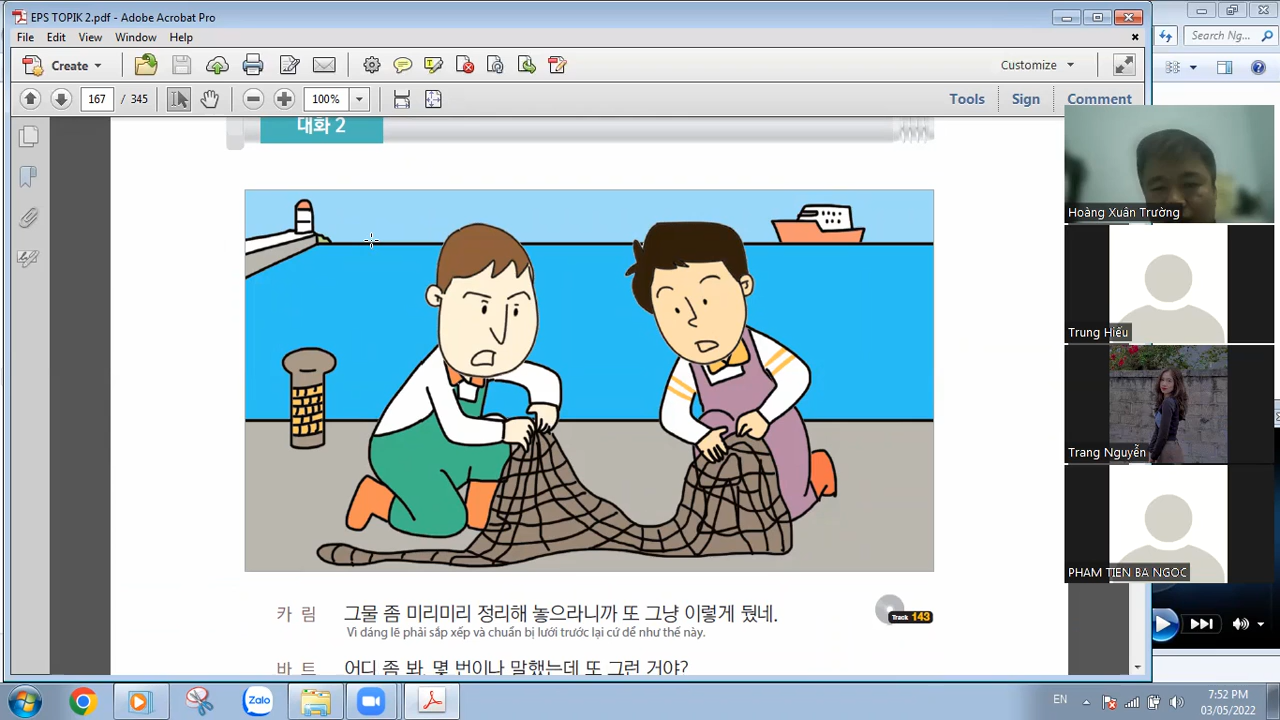 EPS TOPIK 2.pdf - Adobe Acrobat Pro
File Edit View Window Help
Search Ng...
Create
Customize
167 / 345
100%
Tools Sign Comment
대화 2
Hoàng Xuân Trường
Trung Hiếu
Trang Nguyễn
PHAM TIEN BA NGOC
카 림 그물 좀 미리미리 정리해 놓으라니까 또 그냥 이렇게 뒀네.
Track 143
Vì dáng lẽ phải sắp xếp và chuẩn bị lưới trước lại cứ để như thế này.
바 트 어디 좀 봐. 몇 번이나 말했는데 또 그런 거야?
Zalo
EN
7:52 PM
03/05/2022